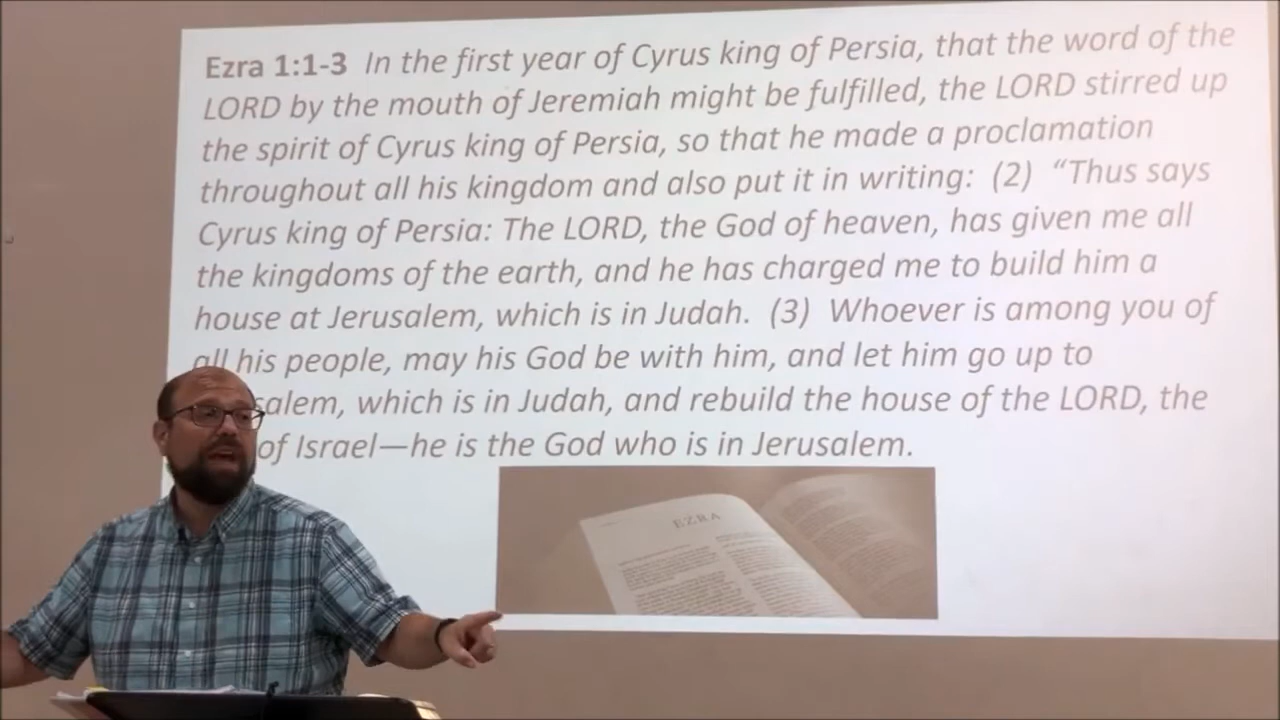 Ezra 1:1-3 In the first year of Cyrus king of Persia, that the word of the
LORD by the mouth of Jeremiah might be fulfilled, the LORD stirred up
the spirit of Cyrus king of Persia, so that he made a proclamation
throughout all his kingdom and also put it in writing: (2) “Thus says
Cyrus king of Persia: The LORD, the God of heaven, has given me all
the kingdoms of the earth, and he has charged me to build him a
house at Jerusalem, which is in Judah. (3) Whoever is among you of
all his people, may his God be with him, and let him go up to
salem, which is in Judah, and rebuild the house of the LORD, the
of Israel—he is the God who is in Jerusalem.
EZRA